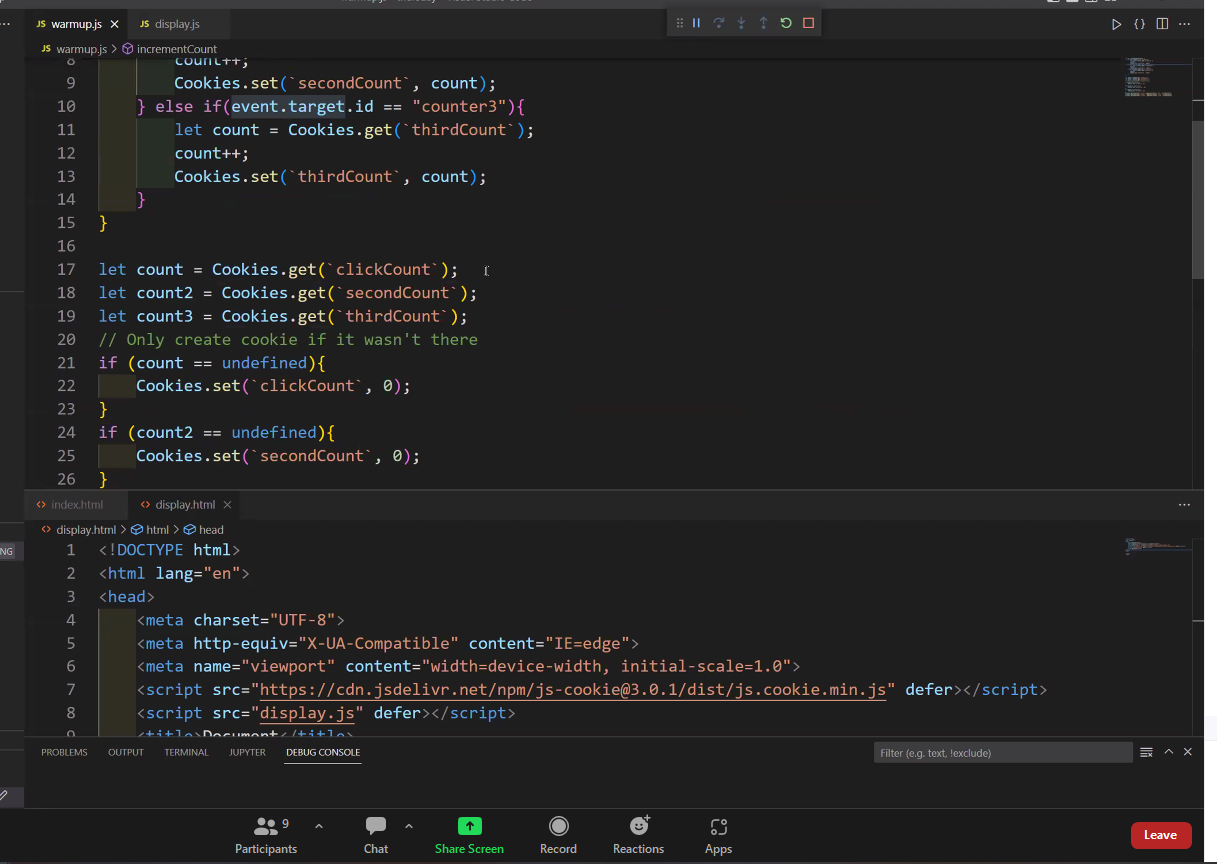 JS warmup.js
JS display.js
JS warmup.js > incrementCount
8 count++;
9 Cookies.set(`secondCount`, count);
10 } else if(event.target.id == "counter3"){
11 let count = Cookies.get(`thirdCount`);
12 count++;
13 Cookies.set(`thirdCount`, count);
14 }
15 }
16
17 let count = Cookies.get(`clickCount`);
18 let count2 = Cookies.get(`secondCount`);
19 let count3 = Cookies.get(`thirdCount`);
20 // Only create cookie if it wasn't there
21 if (count == undefined){
22 Cookies.set(`clickCount`, 0);
23 }
24 if (count2 == undefined){
25 Cookies.set(`secondCount`, 0);
26 }
index.html
display.html
display.html > html > head
1 <!DOCTYPE html>
2 <html lang="en">
3 <head>
4 <meta charset="UTF-8">
5 <meta http-equiv="X-UA-Compatible" content="IE=edge">
6 <meta name="viewport" content="width=device-width, initial-scale=1.0">
7 <script src="https://cdn.jsdelivr.net/npm/js-cookie@3.0.1/dist/js.cookie.min.js" defer></script>
8 <script src="display.js" defer></script>
9 <title>Document</title>
NG
PROBLEMS OUTPUT TERMINAL JUPYTER DEBUG CONSOLE
Filter (e.g. text, !exclude)
9
Participants Chat Share Screen Record Reactions Apps
Leave